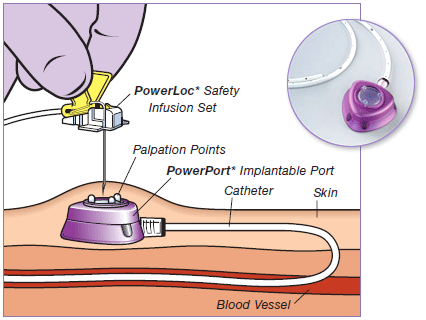 PowerLoc* Safety
Infusion Set
Palpation Points
PowerPort* Implantable Port
Catheter
Skin
Blood Vessel